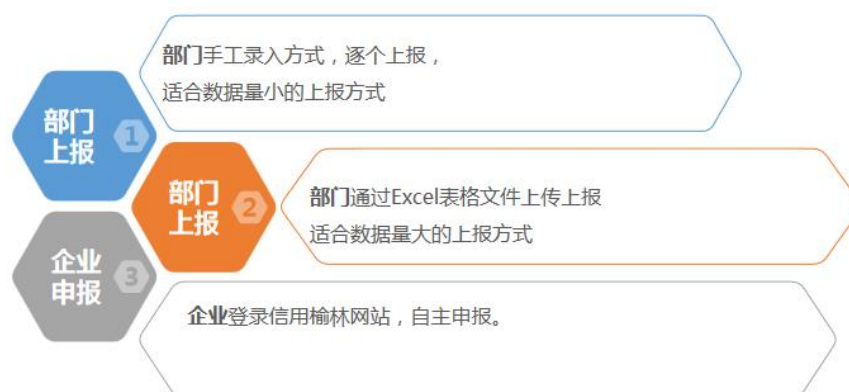 部门手工录入方式，逐个上报，
适合数据量小的上报方式
部门
上报
1
部门
上报
2
部门通过Excel表格文件上传上报
适合数据量大的上报方式
企业
申报
3
企业登录信用榆林网站，自主申报。